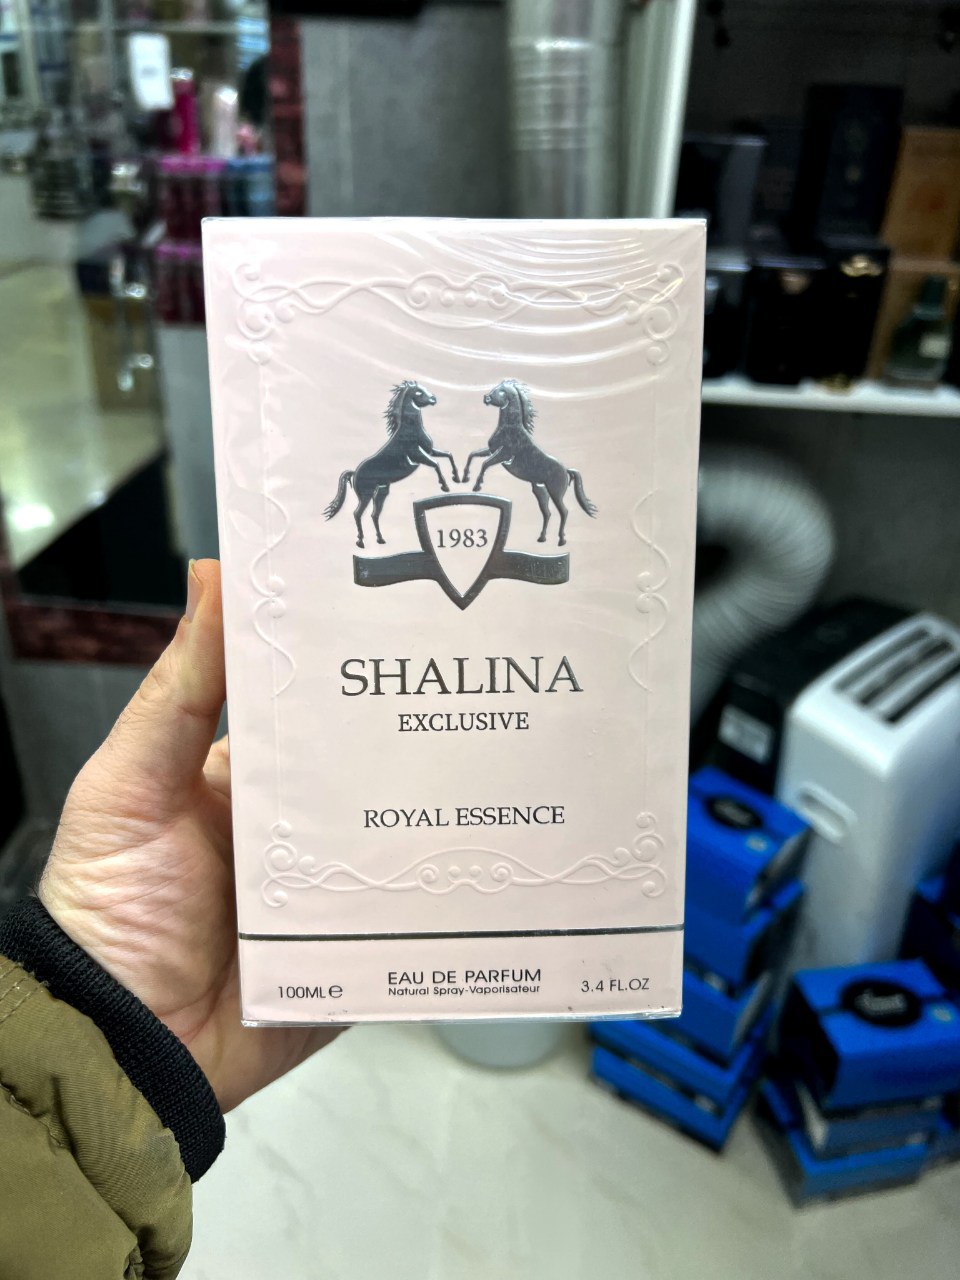 1983
SHALINA
EXCLUSIVE
ROYAL ESSENCE
EAU DE PARFUM
100ML e Natural Spray-Vaporisateur 3.4 FL.OZ